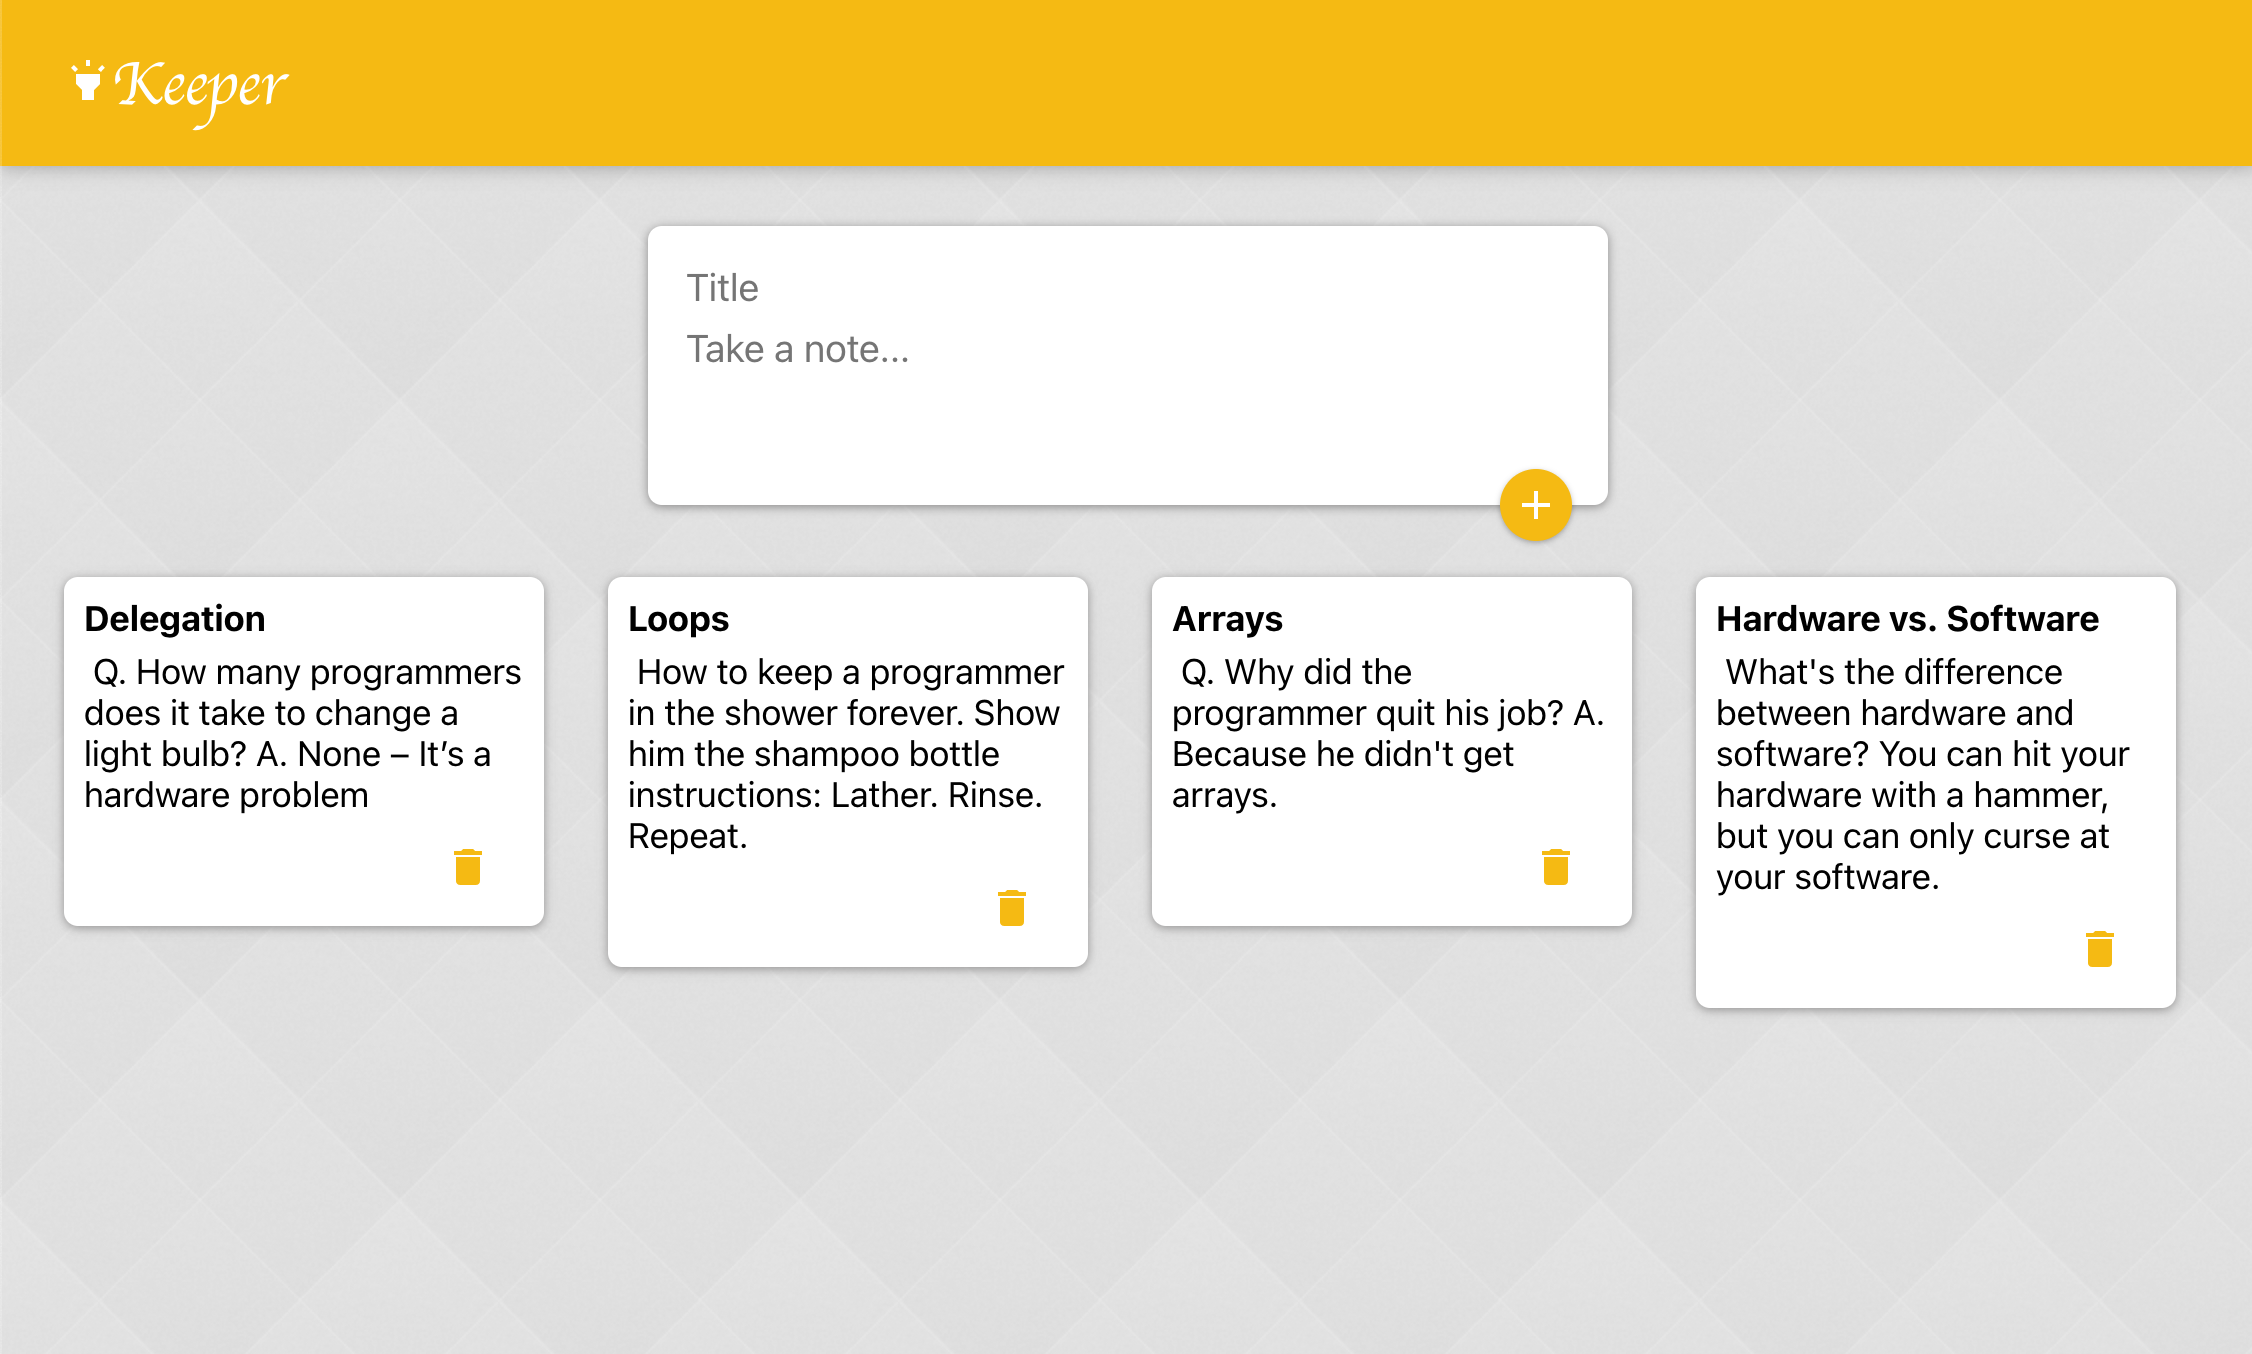 Keeper
Title
Take a note...
Delegation
Q. How many programmers
does it take to change a
light bulb? A. None – It’s a
hardware problem
Loops
How to keep a programmer
in the shower forever. Show
him the shampoo bottle
instructions: Lather. Rinse.
Repeat.
Arrays
Q. Why did the
programmer quit his job? A.
Because he didn't get
arrays.
Hardware vs. Software
What's the difference
between hardware and
software? You can hit your
hardware with a hammer,
but you can only curse at
your software.